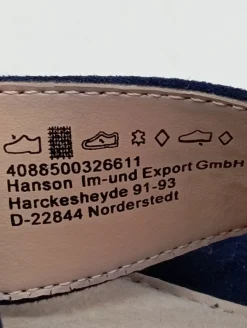 4088500326611
Hanson Im-und Export GmbH
Harckesheyde 91-93
D-22844 Norderstedt